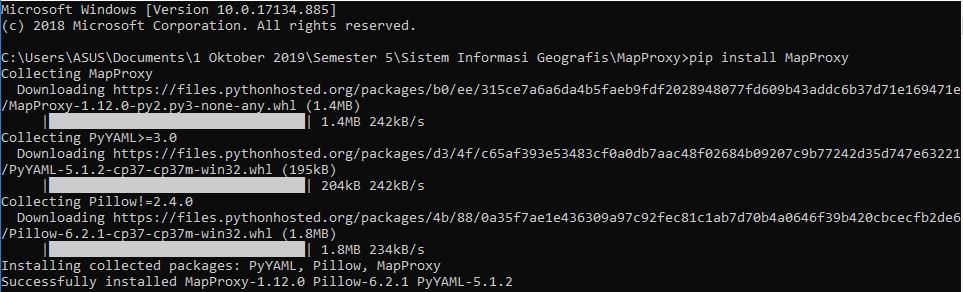 Microsoft Windows [Version 10.0.17134.885]
(c) 2018 Microsoft Corporation. All rights reserved.
C:\Users\ASUS\Documents\1 Oktober 2019\Semester 5\Sistem Informasi Geografis\MapProxy>pip install MapProxy
Collecting MapProxy
  Downloading https://files.pythonhosted.org/packages/b0/ee/315ce7a6a6da4b5faeb9fdf2028948077fd609b43addc6b37d71e169471e
/MapProxy-1.12.0-py2.py3-none-any.whl (1.4MB)
     |████████████████████████████████| 1.4MB 242kB/s
Collecting PyYAML>=3.0
  Downloading https://files.pythonhosted.org/packages/d3/4f/c65af393e53483cf0a0db7aac48f02684b09207c9b77242d35d747e63221
/PyYAML-5.1.2-cp37-cp37m-win32.whl (195kB)
     |████████████████████████████████| 204kB 242kB/s
Collecting Pillow!=2.4.0
  Downloading https://files.pythonhosted.org/packages/4b/88/0a35f7ae1e436309a97c92fec81c1ab7d70b4a0646f39b420cbcecfb2de6
/Pillow-6.2.1-cp37-cp37m-win32.whl (1.8MB)
     |████████████████████████████████| 1.8MB 234kB/s
Installing collected packages: PyYAML, Pillow, MapProxy
Successfully installed MapProxy-1.12.0 Pillow-6.2.1 PyYAML-5.1.2